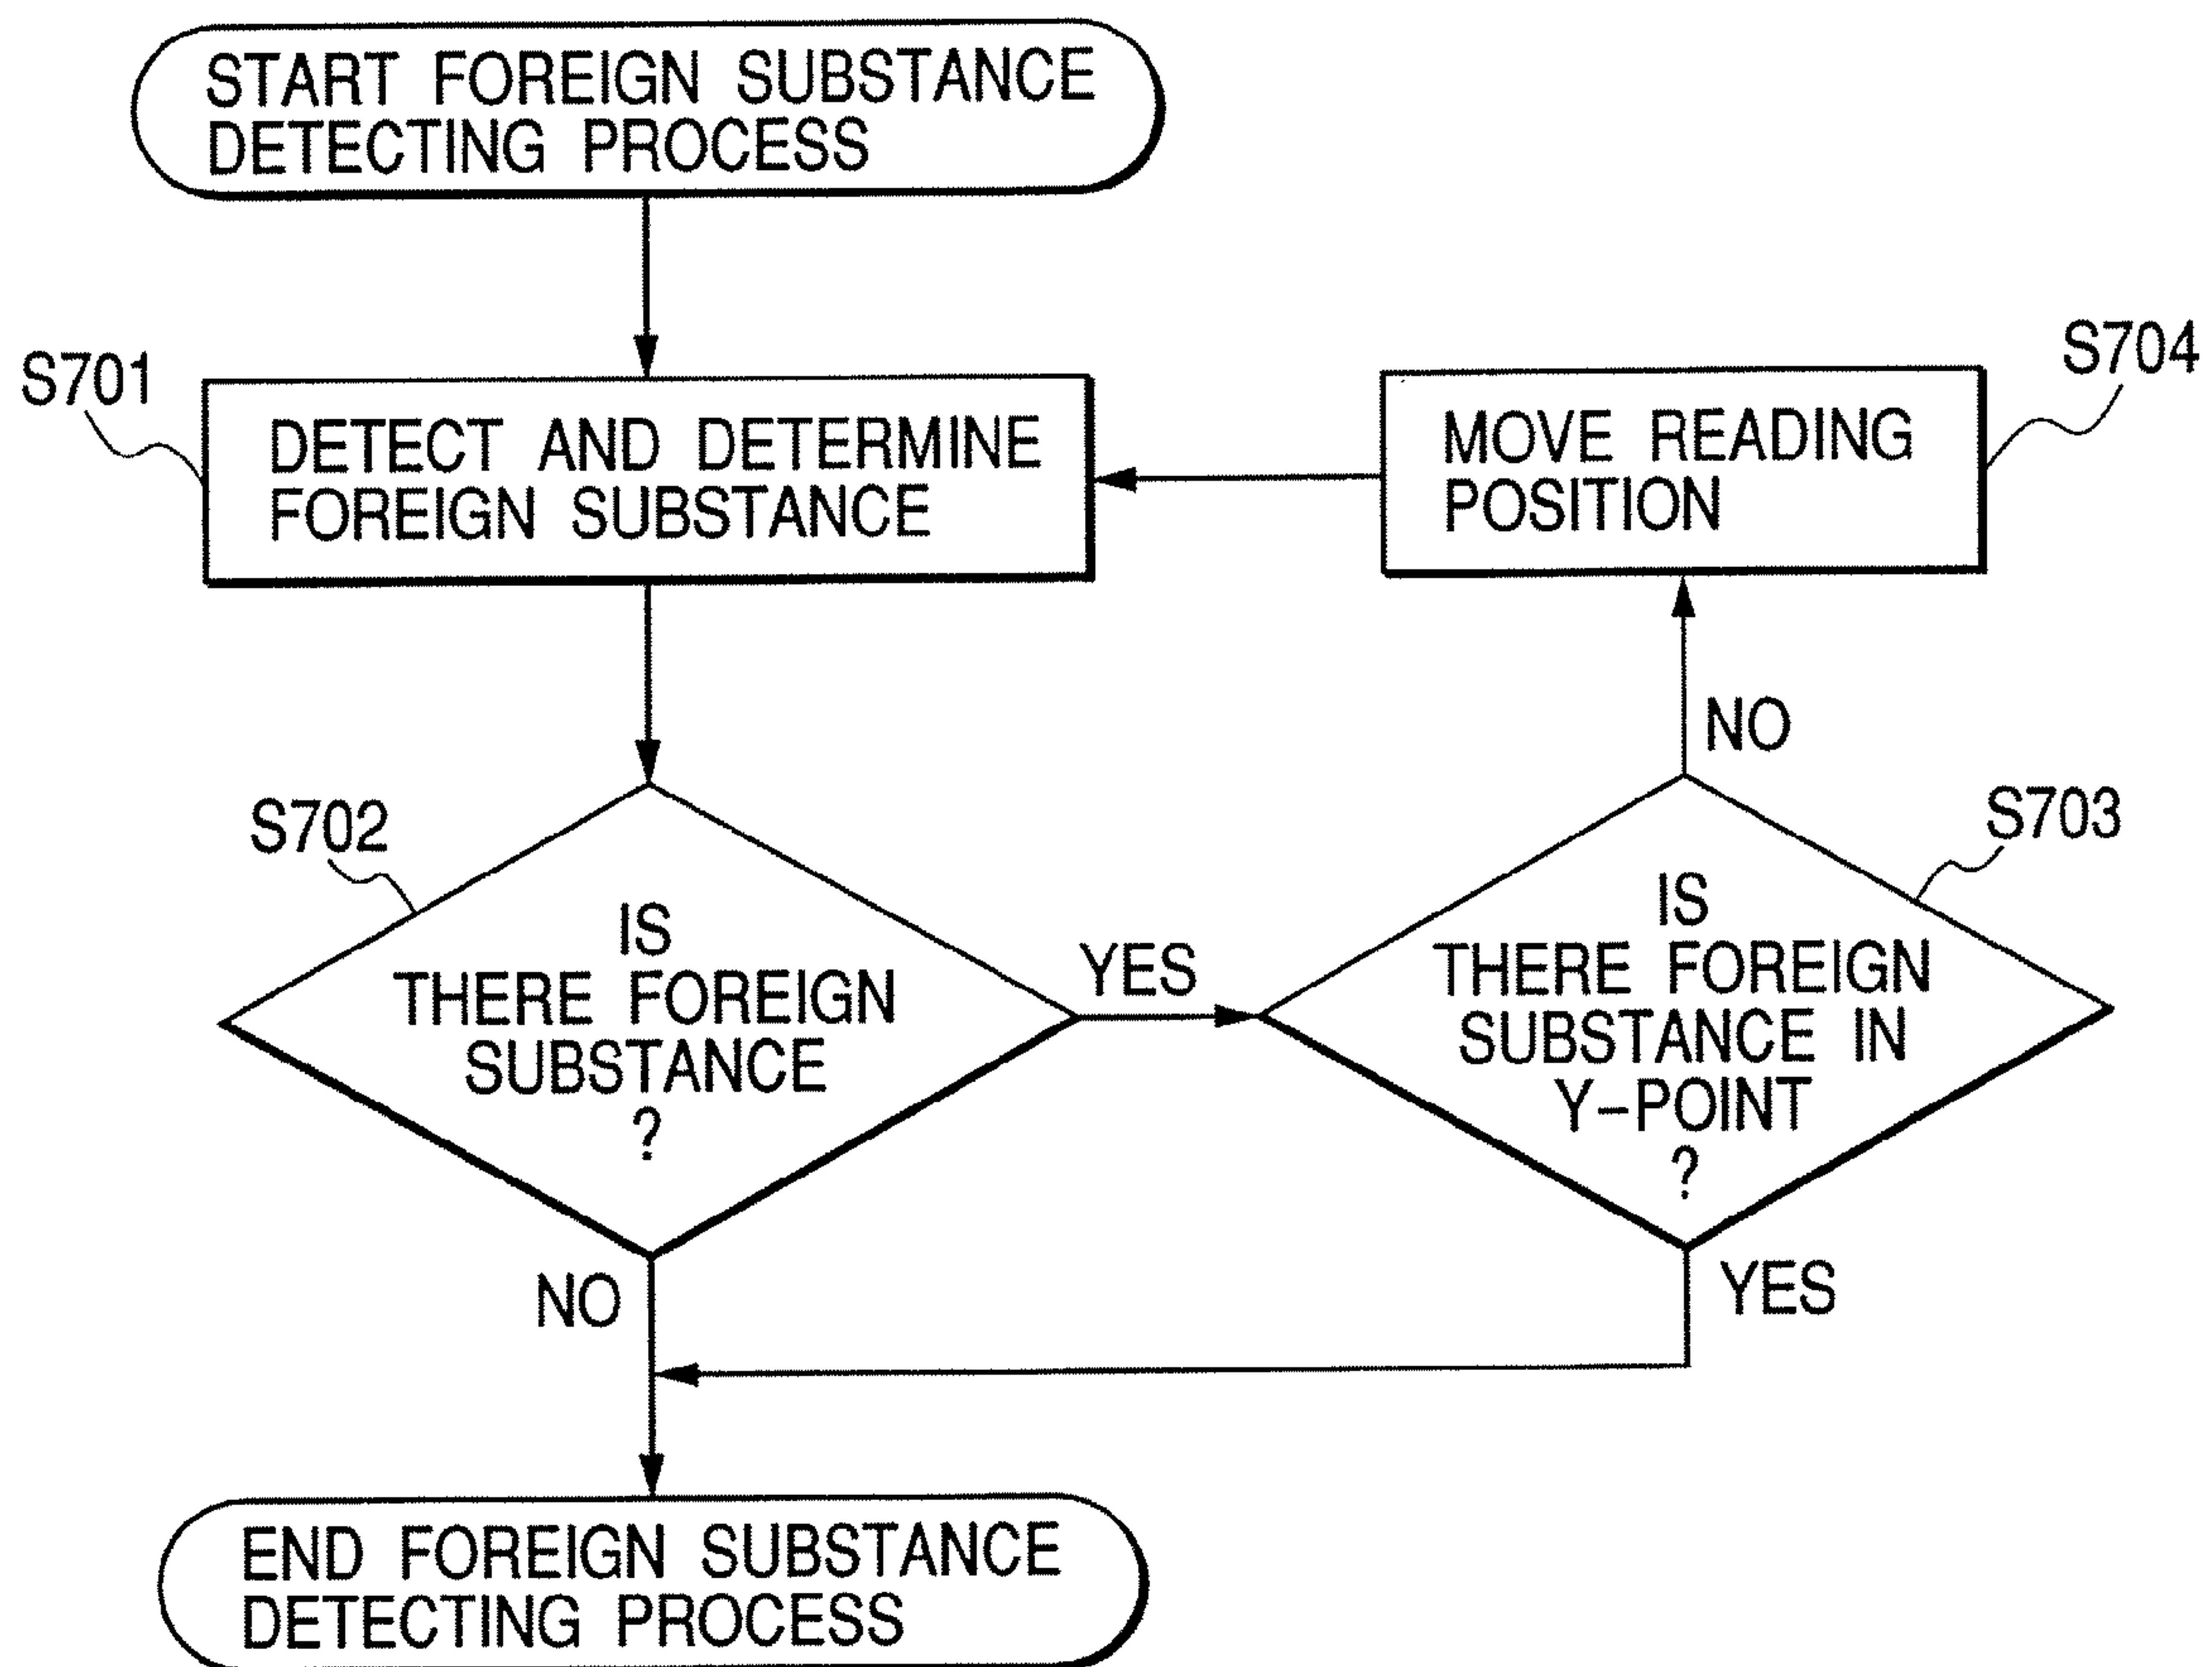 START FOREIGN SUBSTANCE
DETECTING PROCESS
S701
DETECT AND DETERMINE
FOREIGN SUBSTANCE
S704
MOVE READING
POSITION
NO
S702
IS
THERE FOREIGN
SUBSTANCE
?
YES
S703
IS
THERE FOREIGN
SUBSTANCE IN
Y-POINT
?
NO
YES
END FOREIGN SUBSTANCE
DETECTING PROCESS